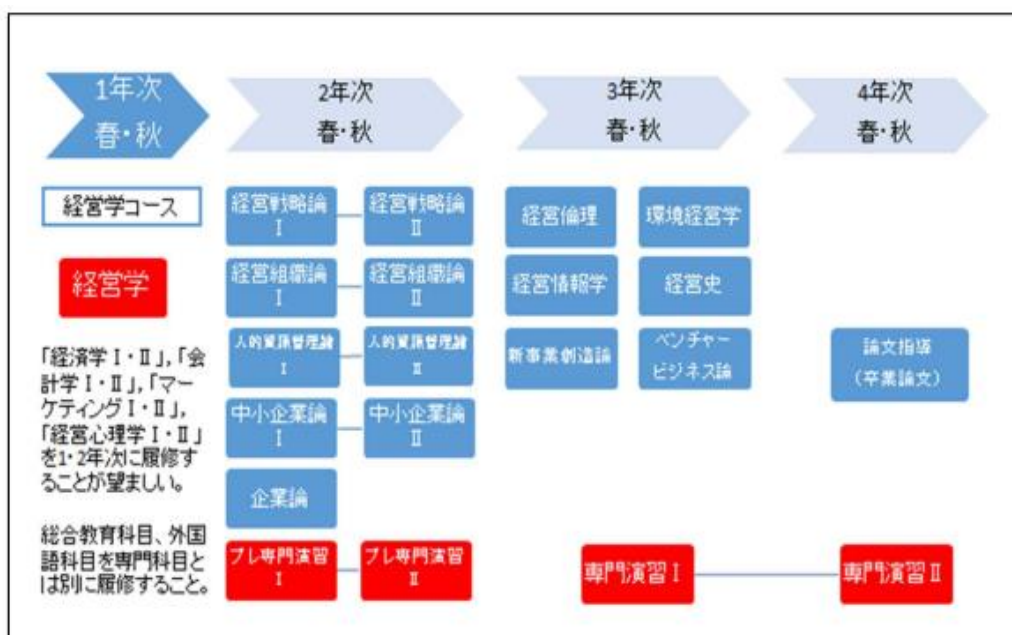 1年次
春・秋
2年次
春・秋
3年次
春・秋
4年次
春・秋
経営学コース
経営学
「経済学Ⅰ・Ⅱ」,「会
計学Ⅰ・Ⅱ」,「マー
ケティングⅠ・Ⅱ」,
「経営心理学Ⅰ・Ⅱ」
を1・2年次に履修す
ることが望ましい。
総合教育科目、外国
語科目を専門科目と
は別に履修すること。
経営戦略論
Ⅰ
経営戦略論
Ⅱ
経営組織論
Ⅰ
経営組織論
Ⅱ
人的資源管理論
Ⅰ
人的資源管理論
Ⅱ
中小企業論
Ⅰ
中小企業論
Ⅱ
企業論
プレ専門演習
Ⅰ
プレ専門演習
Ⅱ
経営倫理
環境経営学
経営情報学
経営史
新事業創造論
ベンチャー
ビジネス論
専門演習Ⅰ
論文指導
(卒業論文)
専門演習Ⅱ